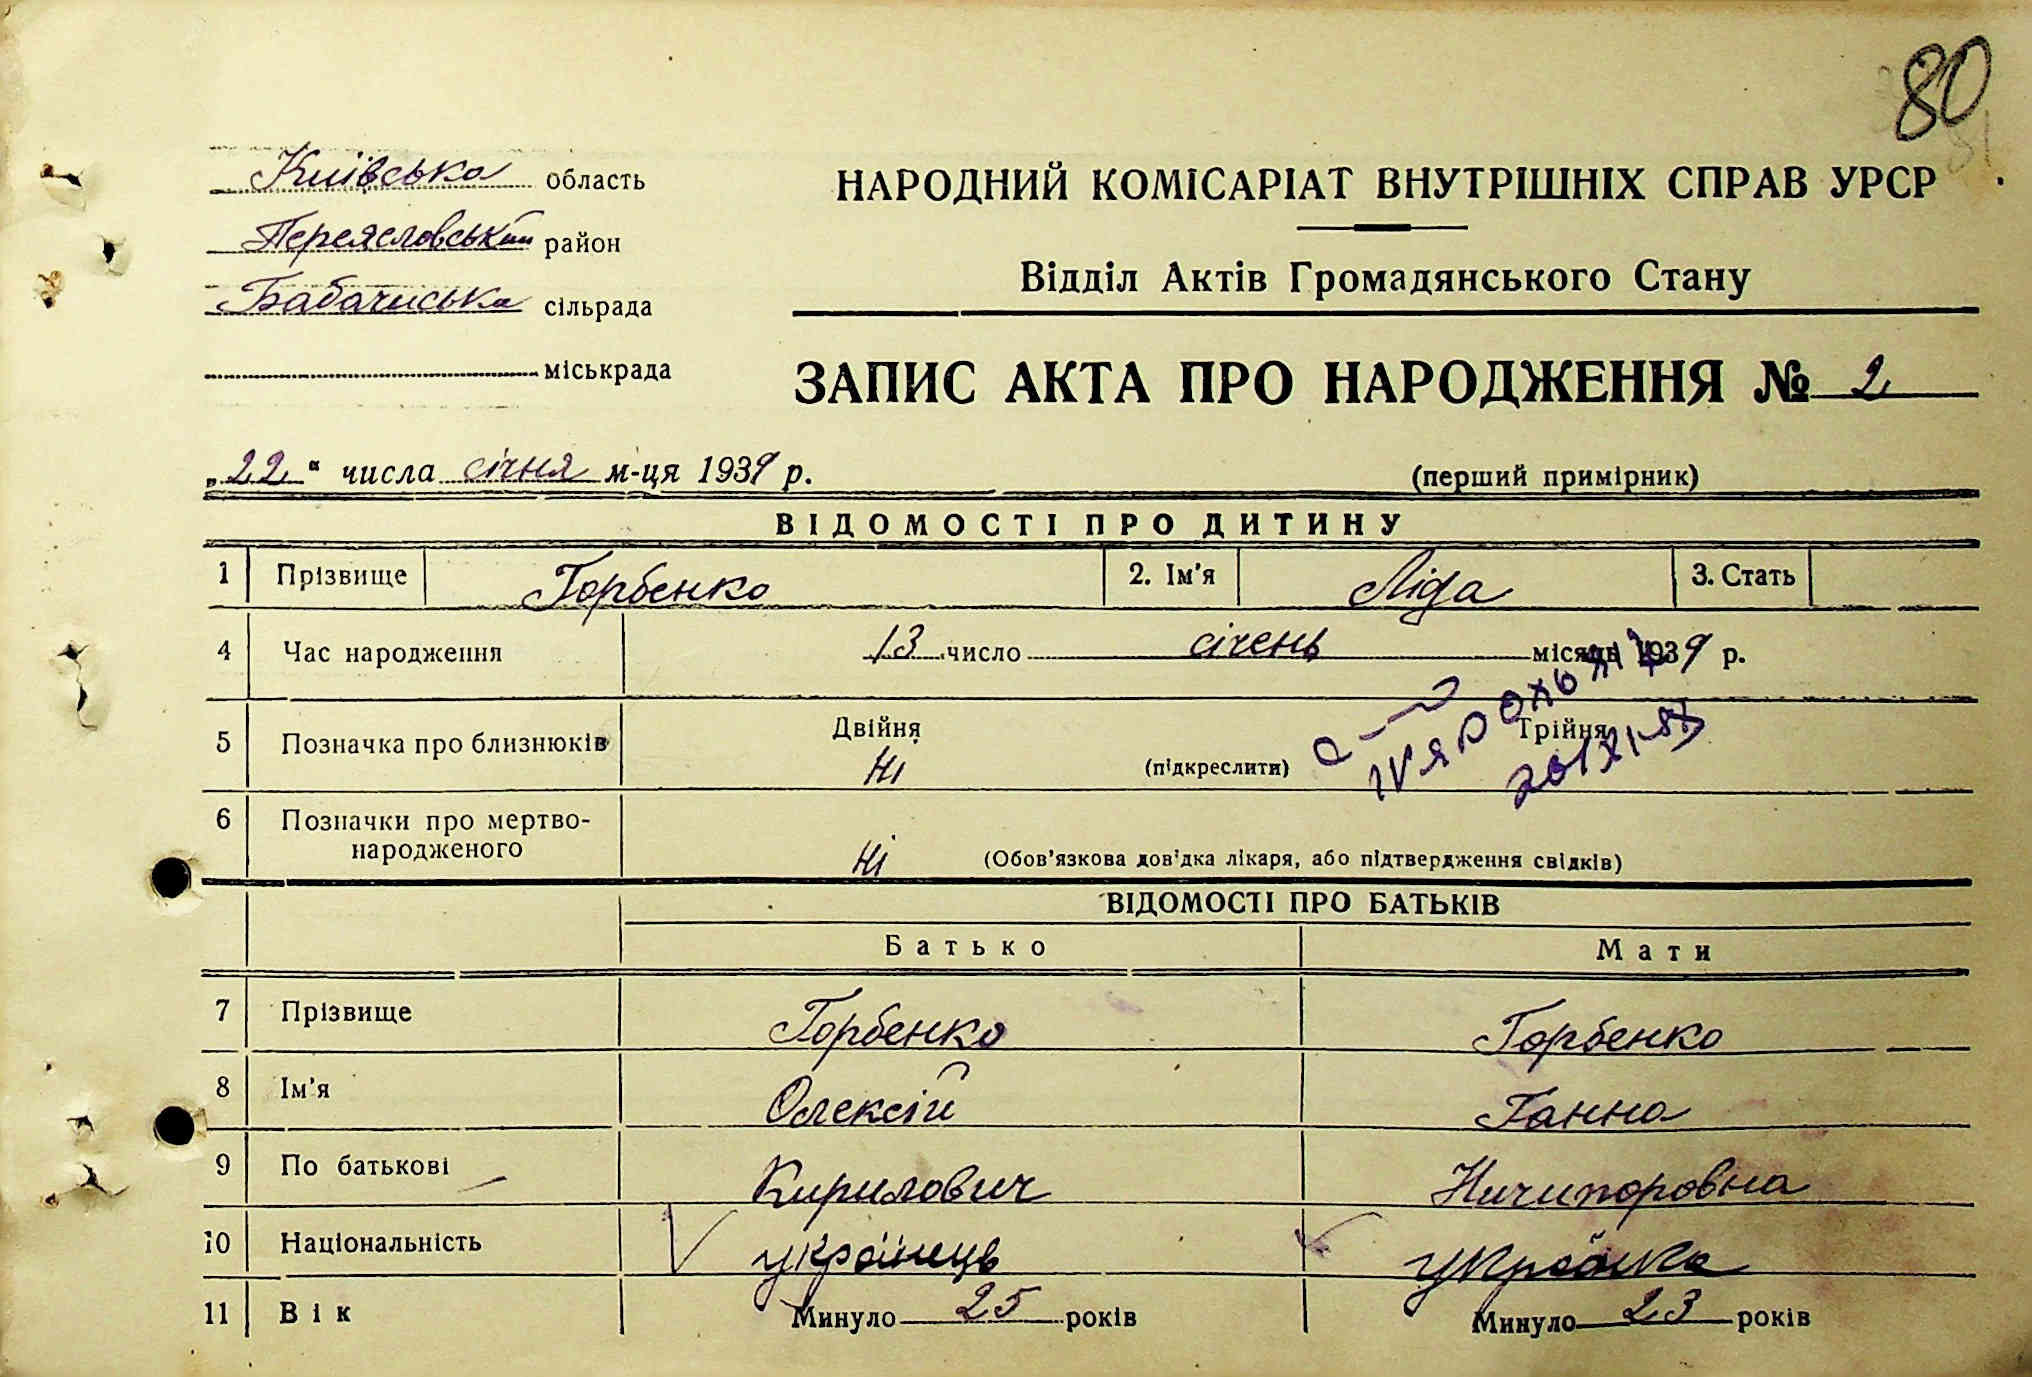 80
Київська область
НАРОДНИЙ КОМІСАРІАТ ВНУТРІШНІХ СПРАВ УРСР
Переяславський район
Відділ Актів Громадянського Стану
Бабачиська сільрада
міськрада
ЗАПИС АКТА ПРО НАРОДЖЕННЯ № 2
„22“ числа січня м-ця 1939 р.
(перший примірник)
ВІДОМОСТІ ПРО ДИТИНУ
1 Прізвище Горбенко 2. Ім'я Ліда 3. Стать
4 Час народження 13 число січень місяць 1939 р.
5 Позначка про близнюків Двійня Трійня
Ні (підкреслити)
6 Позначки про мертво-
народженого Ні (Обов'язкова довідка лікаря, або підтвердження свідків)
ВІДОМОСТІ ПРО БАТЬКІВ
Батько Мати
7 Прізвище Горбенко Горбенко
8 Ім'я Олексій Ганна
9 По батькові Кирилович Ничипоровна
10 Національність українець українка
11 Вік Минуло 25 років Минуло 23 років